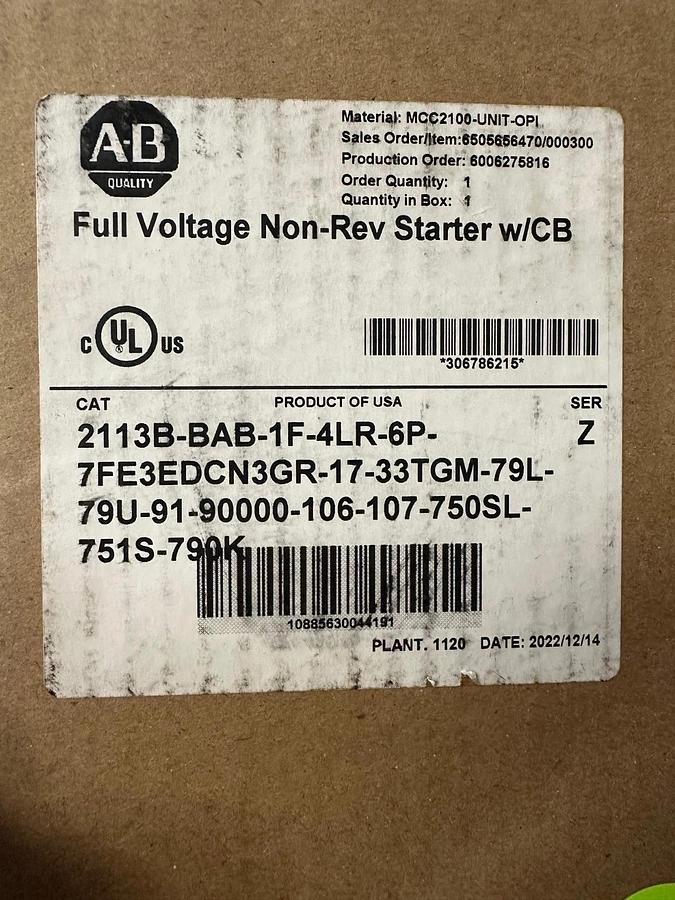 A-B
QUALITY
Material: MCC2100-UNIT-OPI
Sales Order/Item:6505656470/000300
Production Order: 6006275816
Order Quantity: 1
Quantity in Box: 1
Full Voltage Non-Rev Starter w/CB
C UL US
*306786215*
CAT PRODUCT OF USA SER
2113B-BAB-1F-4LR-6P- Z
7FE3EDCN3GR-17-33TGM-79L-
79U-91-90000-106-107-750SL-
751S-790K
10885630044191
PLANT. 1120 DATE: 2022/12/14